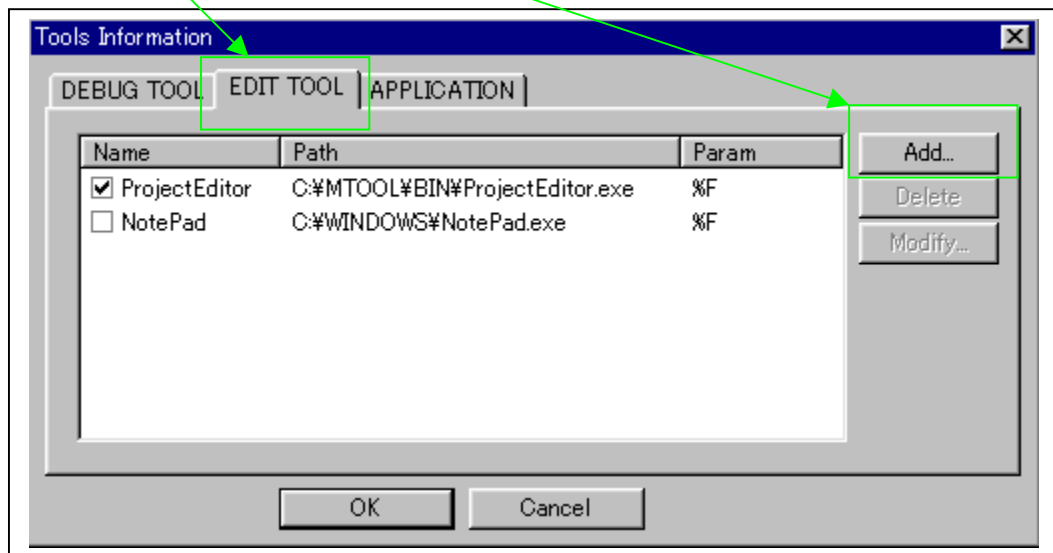 Tools Information
DEBUG TOOL EDIT TOOL APPLICATION
Name Path Param Add...
ProjectEditor C:¥MTOOL¥BIN¥ProjectEditor.exe %F Delete
NotePad C:¥WINDOWS¥NotePad.exe %F
Modify...
OK Cancel